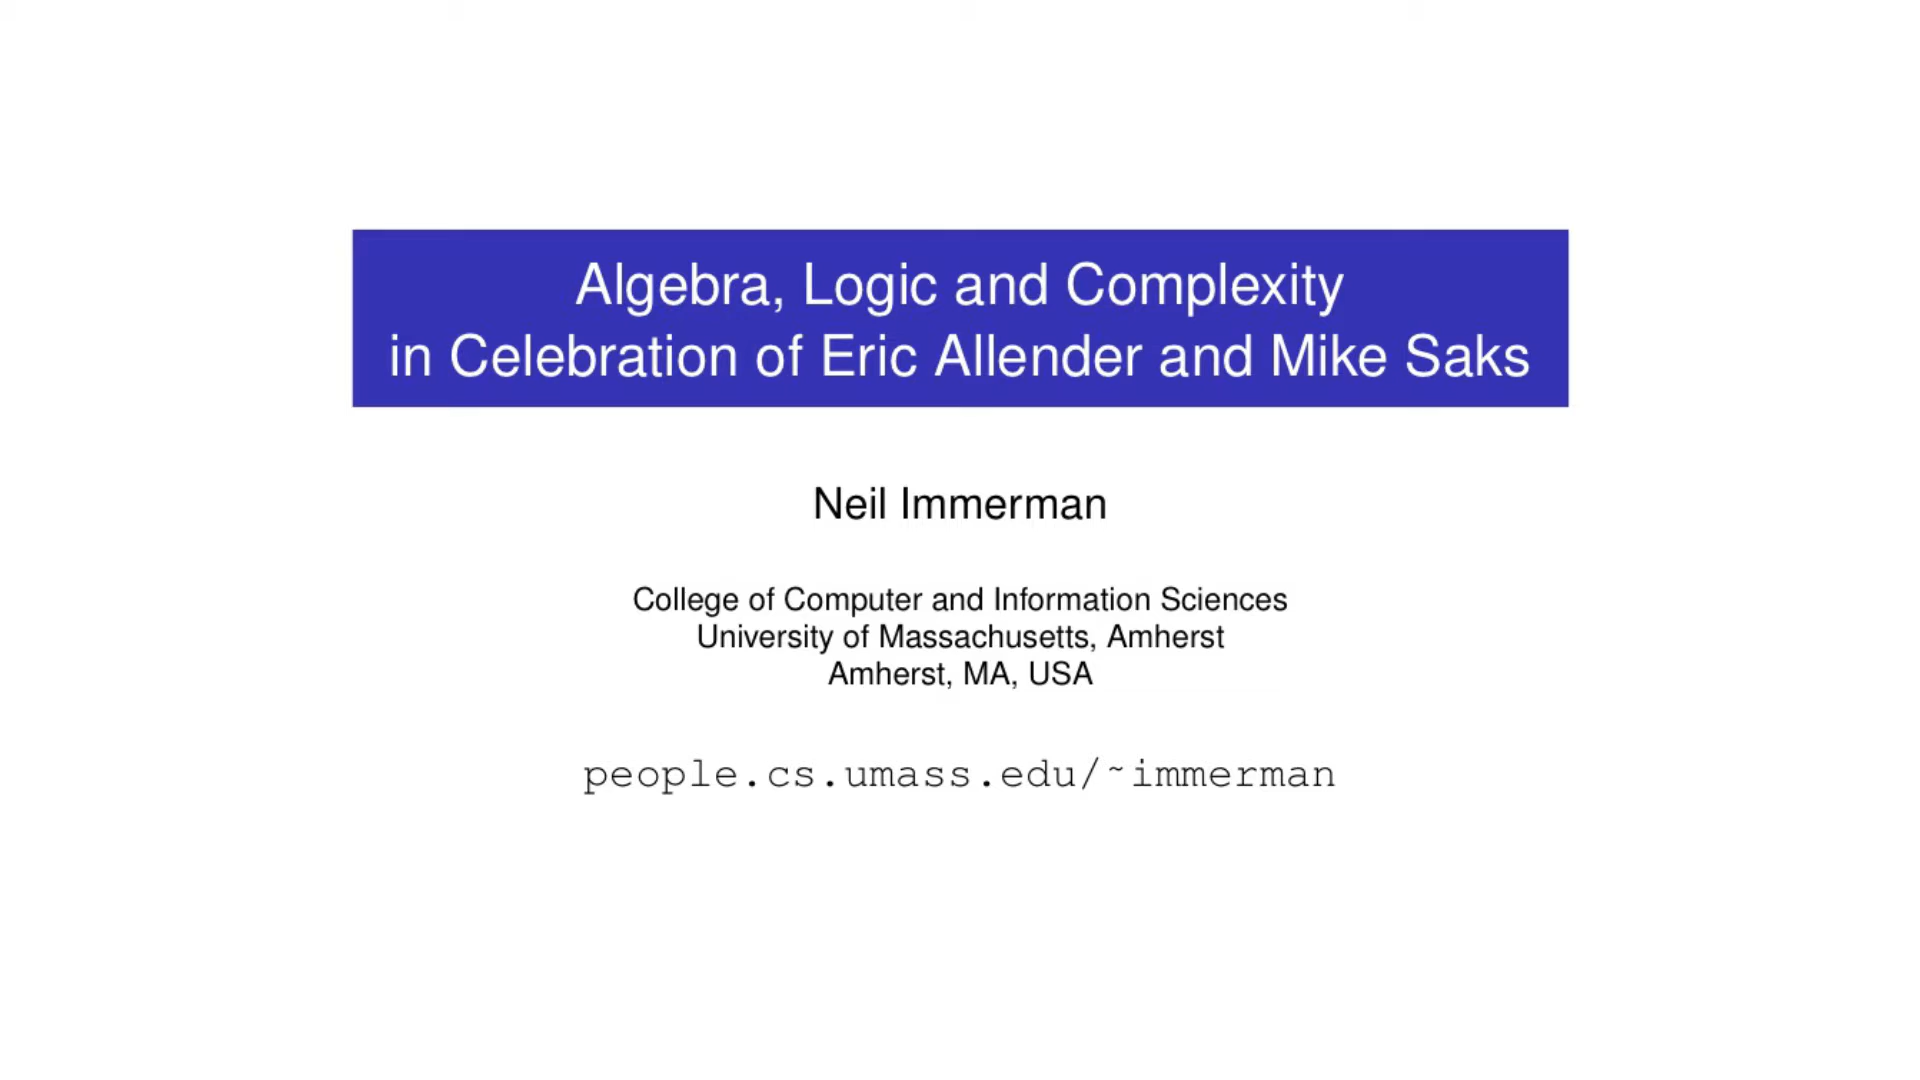 Algebra, Logic and Complexity
in Celebration of Eric Allender and Mike Saks
Neil Immerman
College of Computer and Information Sciences
University of Massachusetts, Amherst
Amherst, MA, USA
people.cs.umass.edu/~immerman